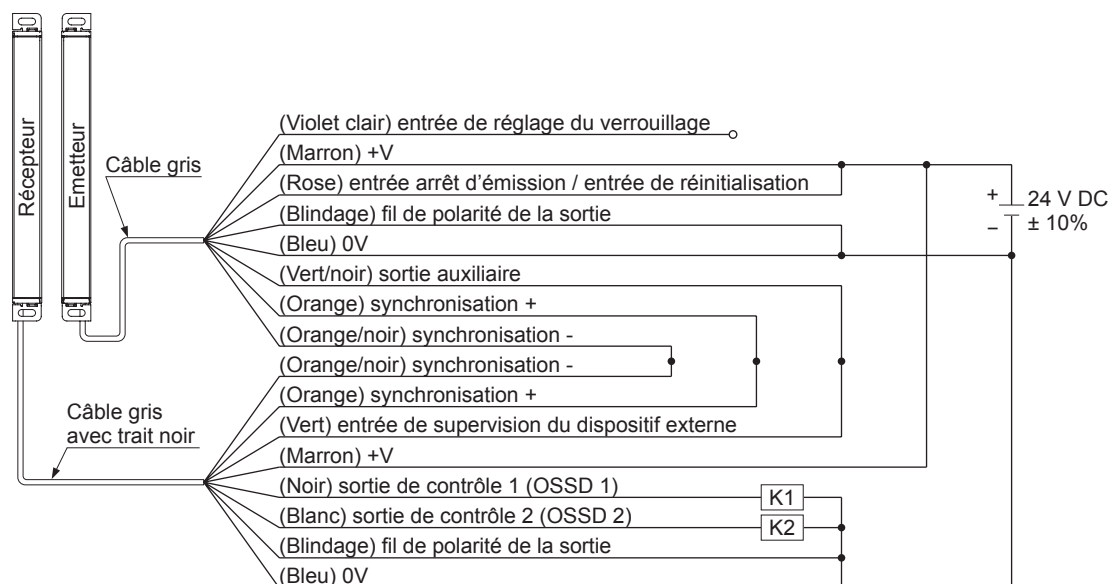 Récepteur
Emetteur
Câble gris
(Violet clair) entrée de réglage du verrouillage
(Marron) +V
(Rose) entrée arrêt d'émission / entrée de réinitialisation
(Blindage) fil de polarité de la sortie
(Bleu) 0V
(Vert/noir) sortie auxiliaire
(Orange) synchronisation +
(Orange/noir) synchronisation -
(Orange/noir) synchronisation -
(Orange) synchronisation +
(Vert) entrée de supervision du dispositif externe
(Marron) +V
(Noir) sortie de contrôle 1 (OSSD 1)
(Blanc) sortie de contrôle 2 (OSSD 2)
(Blindage) fil de polarité de la sortie
(Bleu) 0V
Câble gris
avec trait noir
K1
K2
+
24 V DC
± 10%
−